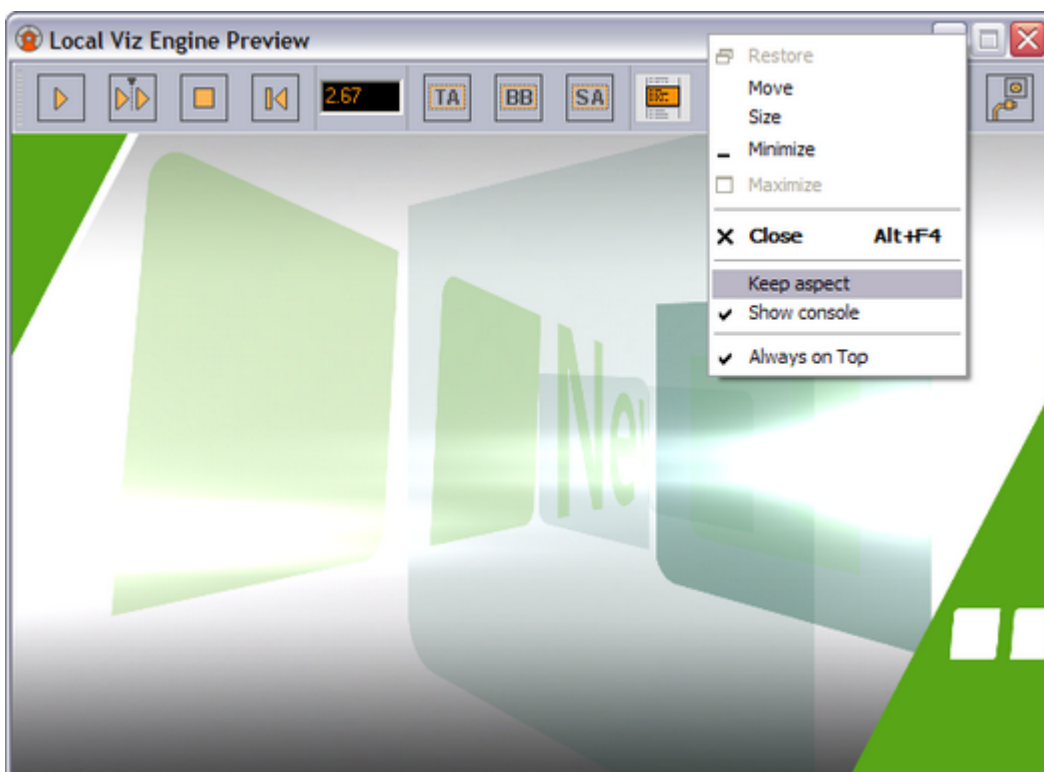 Local Viz Engine Preview
2.67
TA
BB
SA
Restore
Move
Size
Minimize
Maximize
Close Alt+F4
Keep aspect
Show console
Always on Top
Ne